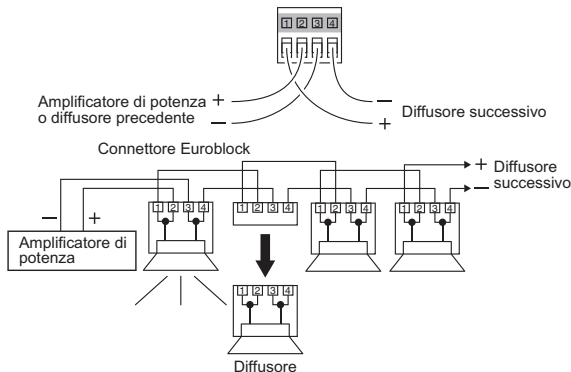 1 2 3 4
Amplificatore di potenza +
o diffusore precedente −
−
+ Diffusore successivo
Connettore Euroblock
+ Diffusore
− successivo
− +
1 2 3 4
1 2 3 4
1 2 3 4
1 2 3 4
Amplificatore di
potenza
1 2 3 4
Diffusore